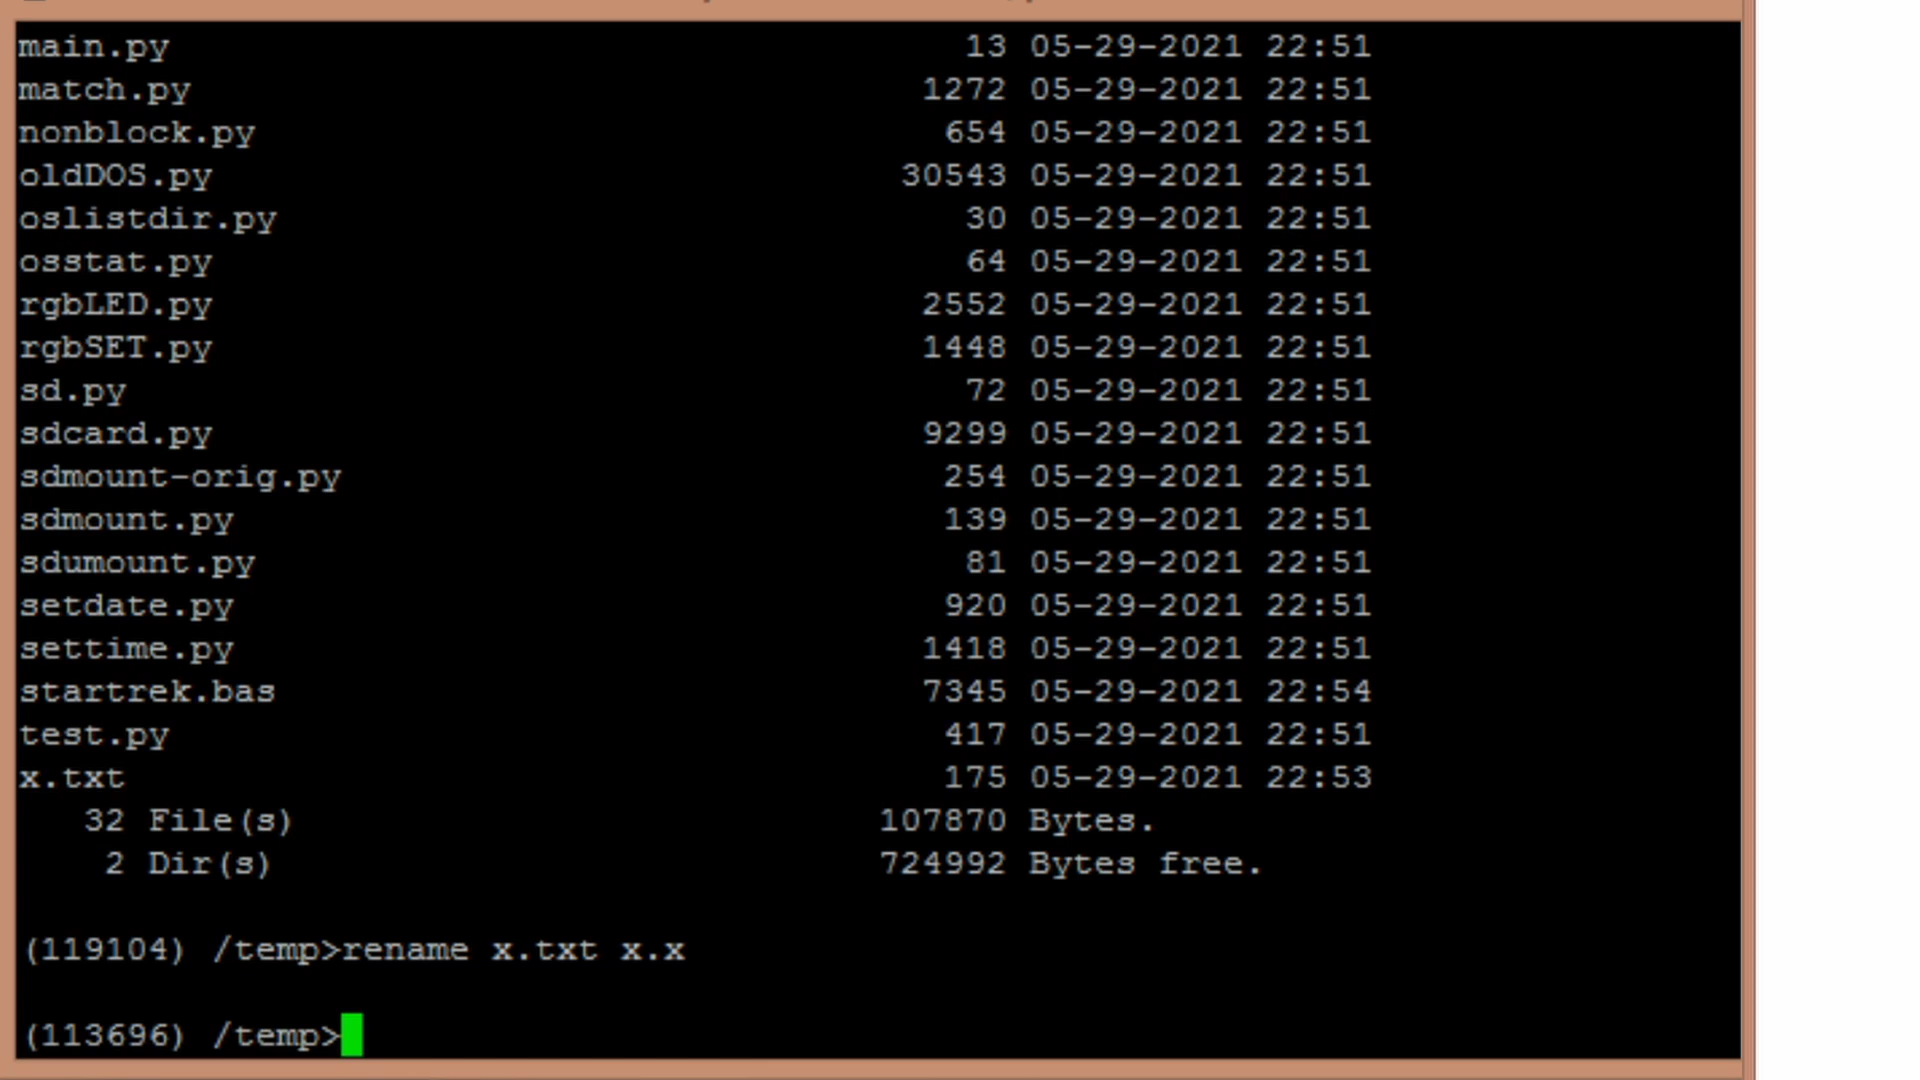 main.py 13 05-29-2021 22:51
match.py 1272 05-29-2021 22:51
nonblock.py 654 05-29-2021 22:51
oldDOS.py 30543 05-29-2021 22:51
oslistdir.py 30 05-29-2021 22:51
osstat.py 64 05-29-2021 22:51
rgbLED.py 2552 05-29-2021 22:51
rgbSET.py 1448 05-29-2021 22:51
sd.py 72 05-29-2021 22:51
sdcard.py 9299 05-29-2021 22:51
sdmount-orig.py 254 05-29-2021 22:51
sdmount.py 139 05-29-2021 22:51
sdumount.py 81 05-29-2021 22:51
setdate.py 920 05-29-2021 22:51
settime.py 1418 05-29-2021 22:51
startrek.bas 7345 05-29-2021 22:54
test.py 417 05-29-2021 22:51
x.txt 175 05-29-2021 22:53
32 File(s) 107870 Bytes.
2 Dir(s) 724992 Bytes free.
(119104) /temp>rename x.txt x.x
(113696) /temp>